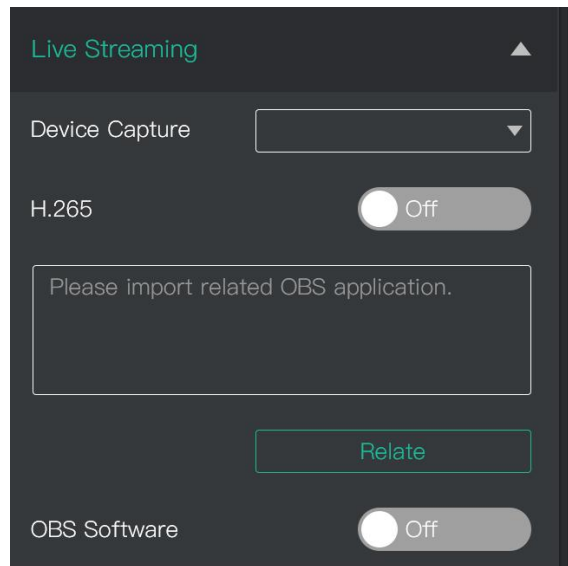 Live Streaming
Device Capture
H.265
Off
Please import related OBS application.
Relate
OBS Software
Off